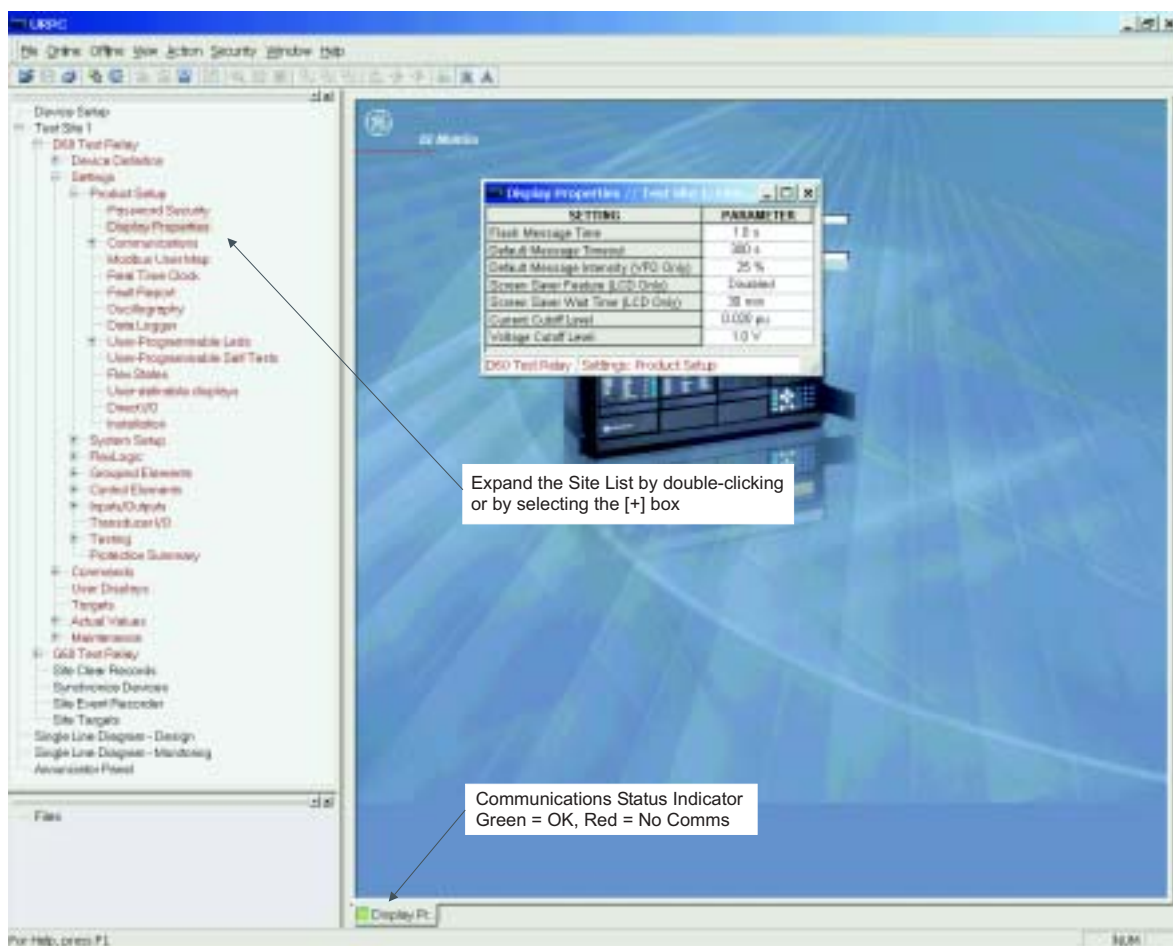 URPC
File Online Offline View Action Security Window Help
Device Setup
Test Site 1
D60 Test Relay
Device Definition
Settings
Product Setup
Password Security
Display Properties
Communications
Modbus User Map
Real Time Clock
Fault Report
Oscillography
Data Logger
User-Programmable Leds
User-Programmable Self Tests
Flex States
User-definable displays
Direct I/O
Installation
System Setup
FlexLogic
Grouped Elements
Control Elements
Inputs/Outputs
Transducer I/O
Testing
Protection Summary
Commands
User Displays
Targets
Actual Values
Maintenance
Test Relay
Site Clear Records
Synchronize Devices
Site Event Recorder
Site Targets
Single Line Diagram - Design
Single Line Diagram - Monitoring
Annunciator Panel
Files
GE Multilin
Display Properties // Test Site 1:
SETTING PARAMETER
Flash Message Time 1.0 s
Default Message Timeout 300 s
Default Message Intensity (VFD Only) 25 %
Screen Saver Feature (LCD Only) Disabled
Screen Saver Wait Time (LCD Only) 30 min
Current Cutoff Level 0.020 pu
Voltage Cutoff Level 1.0 V
D60 Test Relay Settings: Product Setup
Expand the Site List by double-clicking
or by selecting the [+] box
Communications Status Indicator
Green = OK, Red = No Comms
Display Pr.
For Help, press F1
NUM